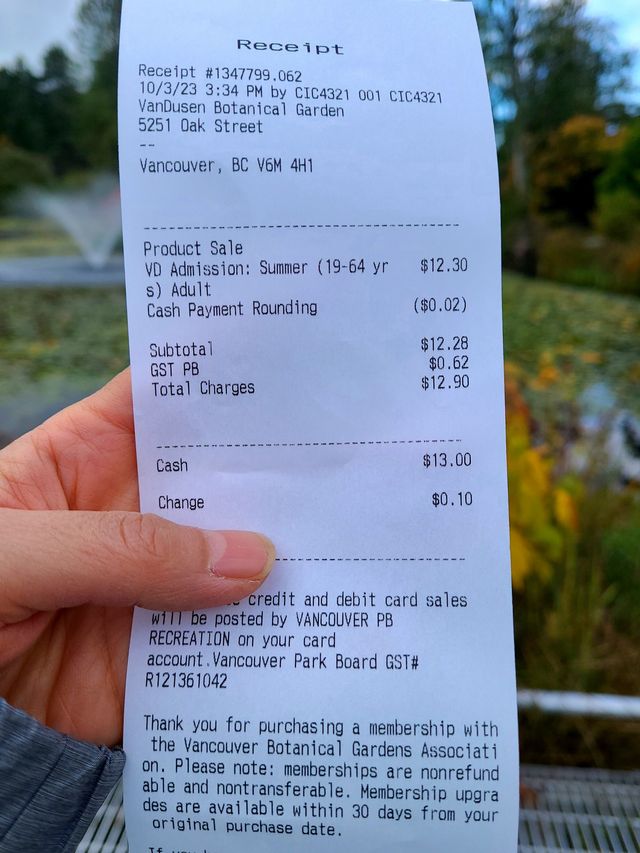 Receipt
Receipt #1347799.062
10/3/23 3:34 PM by CIC4321 001 CIC4321
VanDusen Botanical Garden
5251 Oak Street
--
Vancouver, BC V6M 4H1
Product Sale
VD Admission: Summer (19-64 yr $12.30
s) Adult
Cash Payment Rounding ($0.02)
Subtotal $12.28
GST PB $0.62
Total Charges $12.90
Cash $13.00
Change $0.10
credit and debit card sales
will be posted by VANCOUVER PB
RECREATION on your card
account.Vancouver Park Board GST#
R121361042
Thank you for purchasing a membership with
the Vancouver Botanical Gardens Associati
on. Please note: memberships are nonrefund
able and nontransferable. Membership upgra
des are available within 30 days from your
original purchase date.